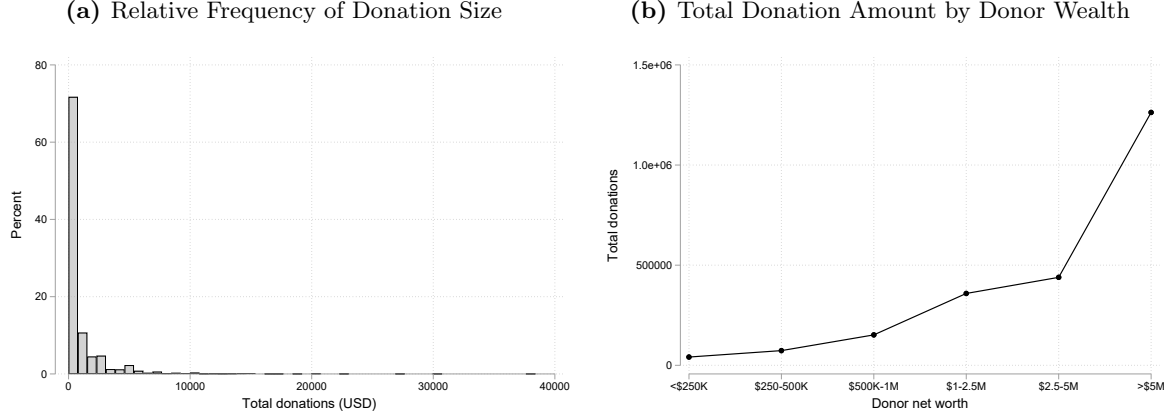 (a) Relative Frequency of Donation Size
80
60
40
20
0
Percent
0 10000 20000 30000 40000
Total donations (USD)
(b) Total Donation Amount by Donor Wealth
1.5e+06
1.0e+06
500000
0
Total donations
<$250K $250-500K $500K-1M $1-2.5M $2.5-5M >$5M
Donor net worth